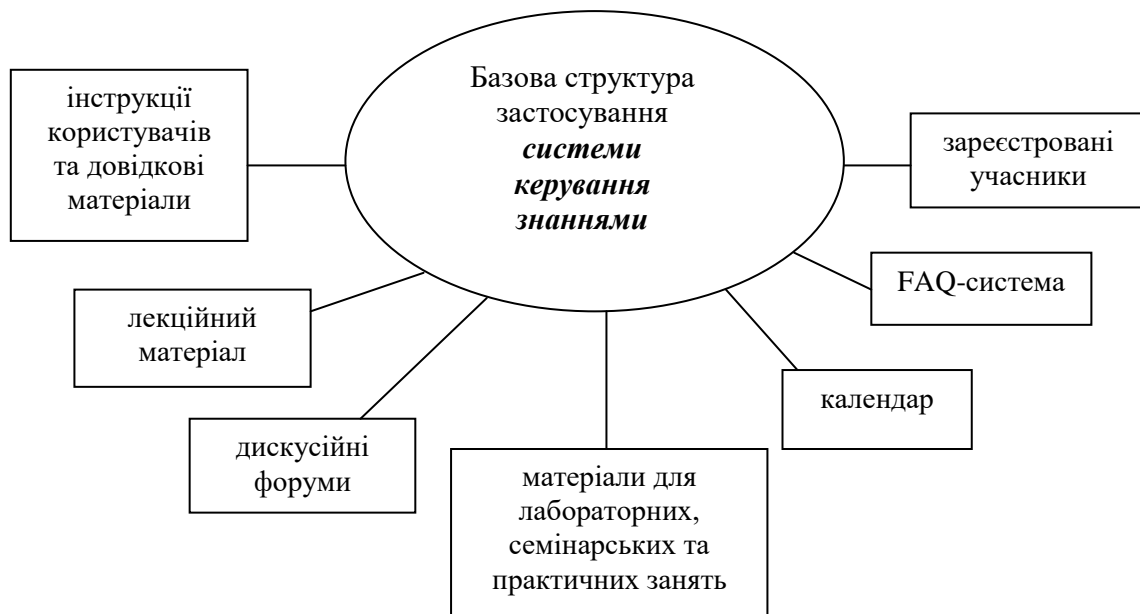 Базова структура
застосування
системи
керування
знаннями
інструкції
користувачів
та довідкові
матеріали
зареєстровані
учасники
FAQ-система
лекційний
матеріал
календар
дискусійні
форуми
матеріали для
лабораторних,
семінарських та
практичних занять